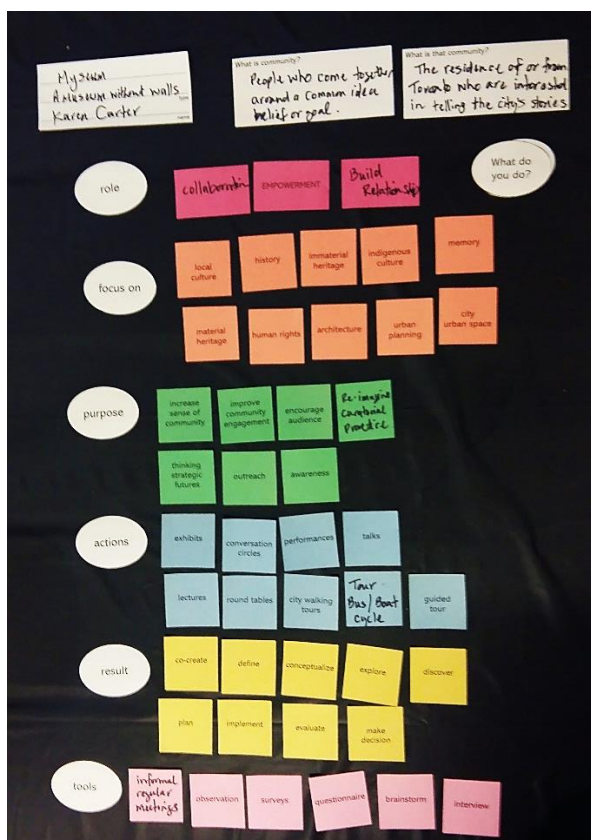 Myseum
A Museum without walls
Karen Carter
name
What is community?
People who come together
around a common idea
belief or goal.
What is that community?
The residence of or from
Toronto who are interested
in telling the city's stories
role
collaboration
EMPOWERMENT
Build
Relationship
What do
you do?
focus on
local
culture
history
immaterial
heritage
indigenous
culture
memory
material
heritage
human rights
architecture
urban
planning
city
urban space
purpose
increase
sense of
community
improve
community
engagement
encourage
audience
Re-imagine
Curatorial
Practice
thinking
strategic
futures
outreach
awareness
actions
exhibits
conversation
circles
performances
talks
lectures
round tables
city walking
tours
Tour
Bus/Boat
cycle
guided
tour
result
co-create
define
conceptualize
explore
discover
plan
implement
evaluate
make
decision
tools
informal
regular
meetings
observation
surveys
questionnaire
brainstorm
interview